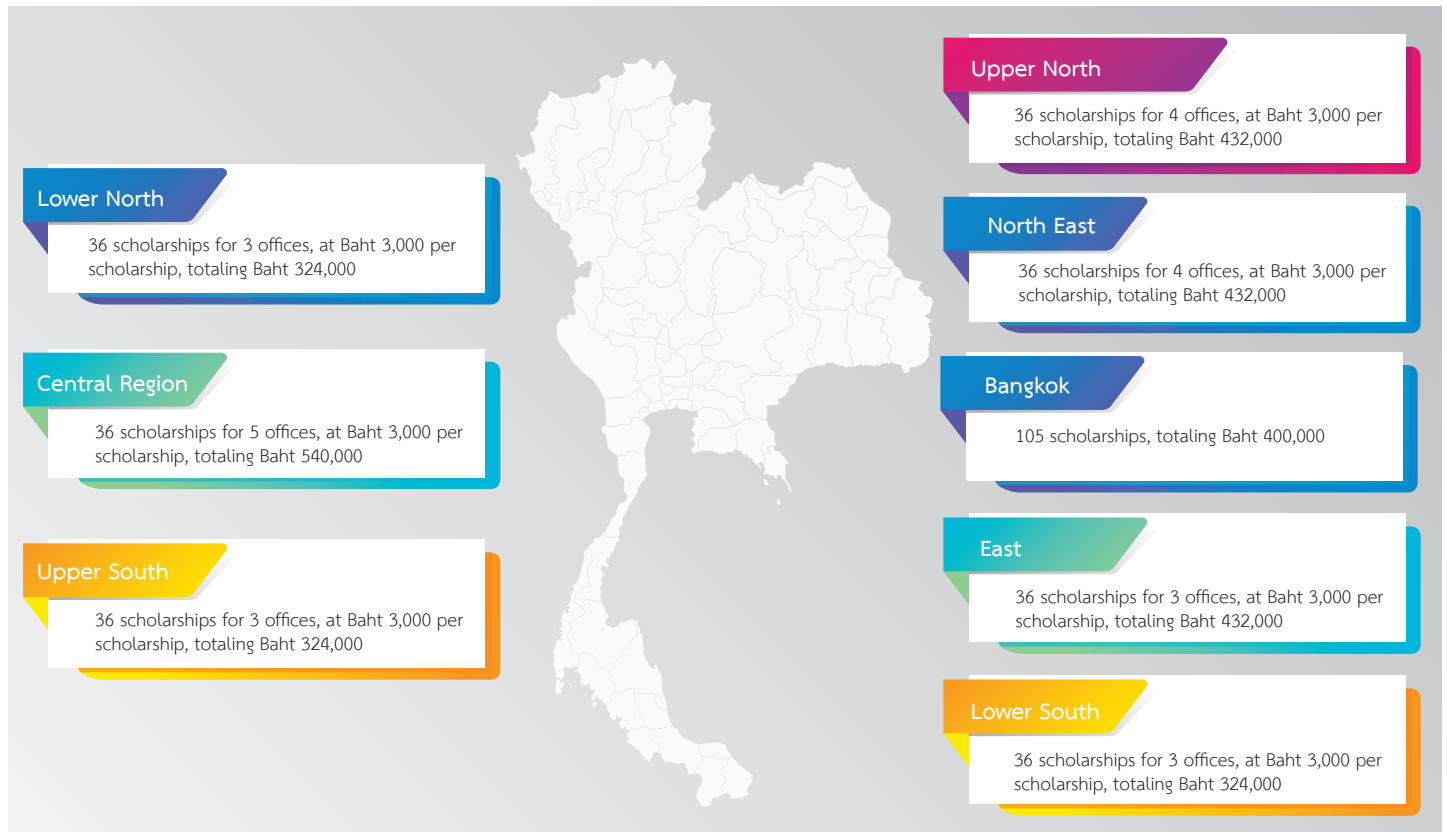 Lower North
36 scholarships for 3 offices, at Baht 3,000 per
scholarship, totaling Baht 324,000
Central Region
36 scholarships for 5 offices, at Baht 3,000 per
scholarship, totaling Baht 540,000
Upper South
36 scholarships for 3 offices, at Baht 3,000 per
scholarship, totaling Baht 324,000
Upper North
36 scholarships for 4 offices, at Baht 3,000 per
scholarship, totaling Baht 432,000
North East
36 scholarships for 4 offices, at Baht 3,000 per
scholarship, totaling Baht 432,000
Bangkok
105 scholarships, totaling Baht 400,000
East
36 scholarships for 3 offices, at Baht 3,000 per
scholarship, totaling Baht 432,000
Lower South
36 scholarships for 3 offices, at Baht 3,000 per
scholarship, totaling Baht 324,000